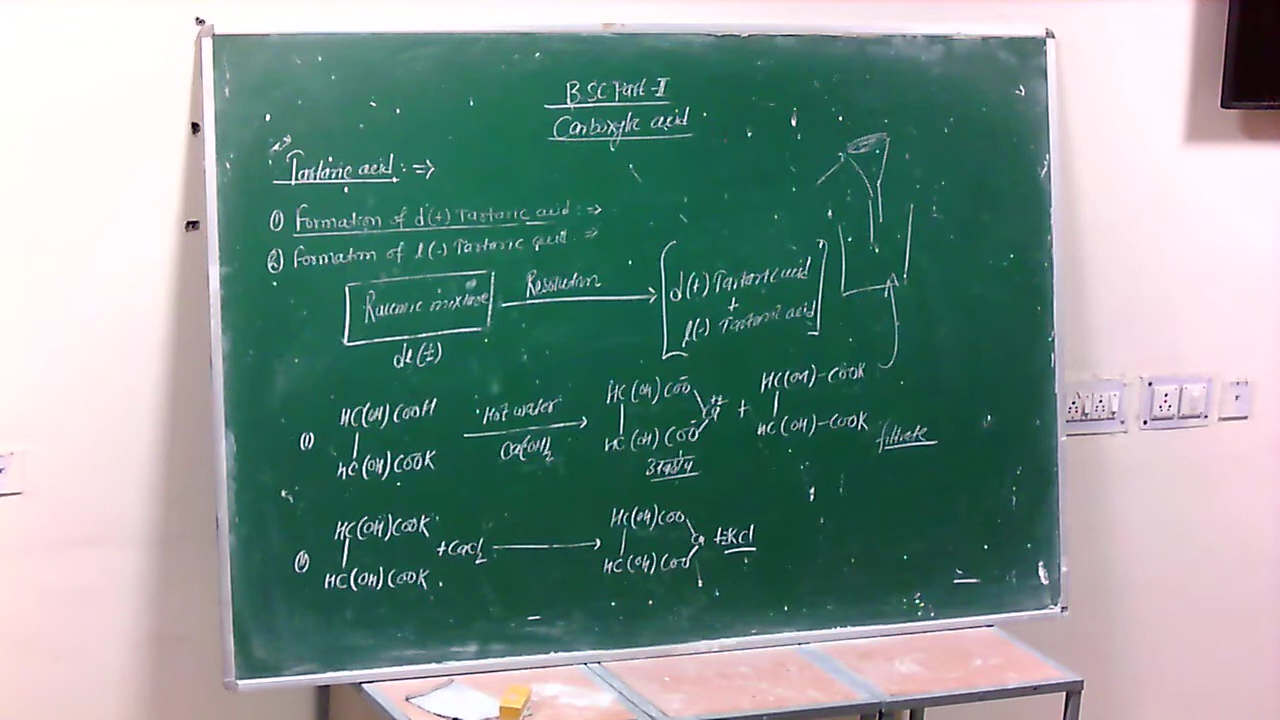 BSC Part-II
Carboxylic acid
Tartaric acid :⇒
① Formation of d(+) Tartaric acid :⇒
② Formation of l(-) Tartaric acid :⇒
Racemic mixture
dl(±)
Resolution
d(+) Tartaric acid
+
l(-) Tartaric acid
(i) HC(OH)COOH
HC(OH)COOK
Hot water
Ca(OH)2
HC(OH)COO⁻
HC(OH)COO⁻
Ca++
+
HC(OH)-COOK
HC(OH)-COOK
filtrate
(ii) HC(OH)COOK
HC(OH)COOK
+CaCl2
HC(OH)COO
HC(OH)COO
Ca +2KCl